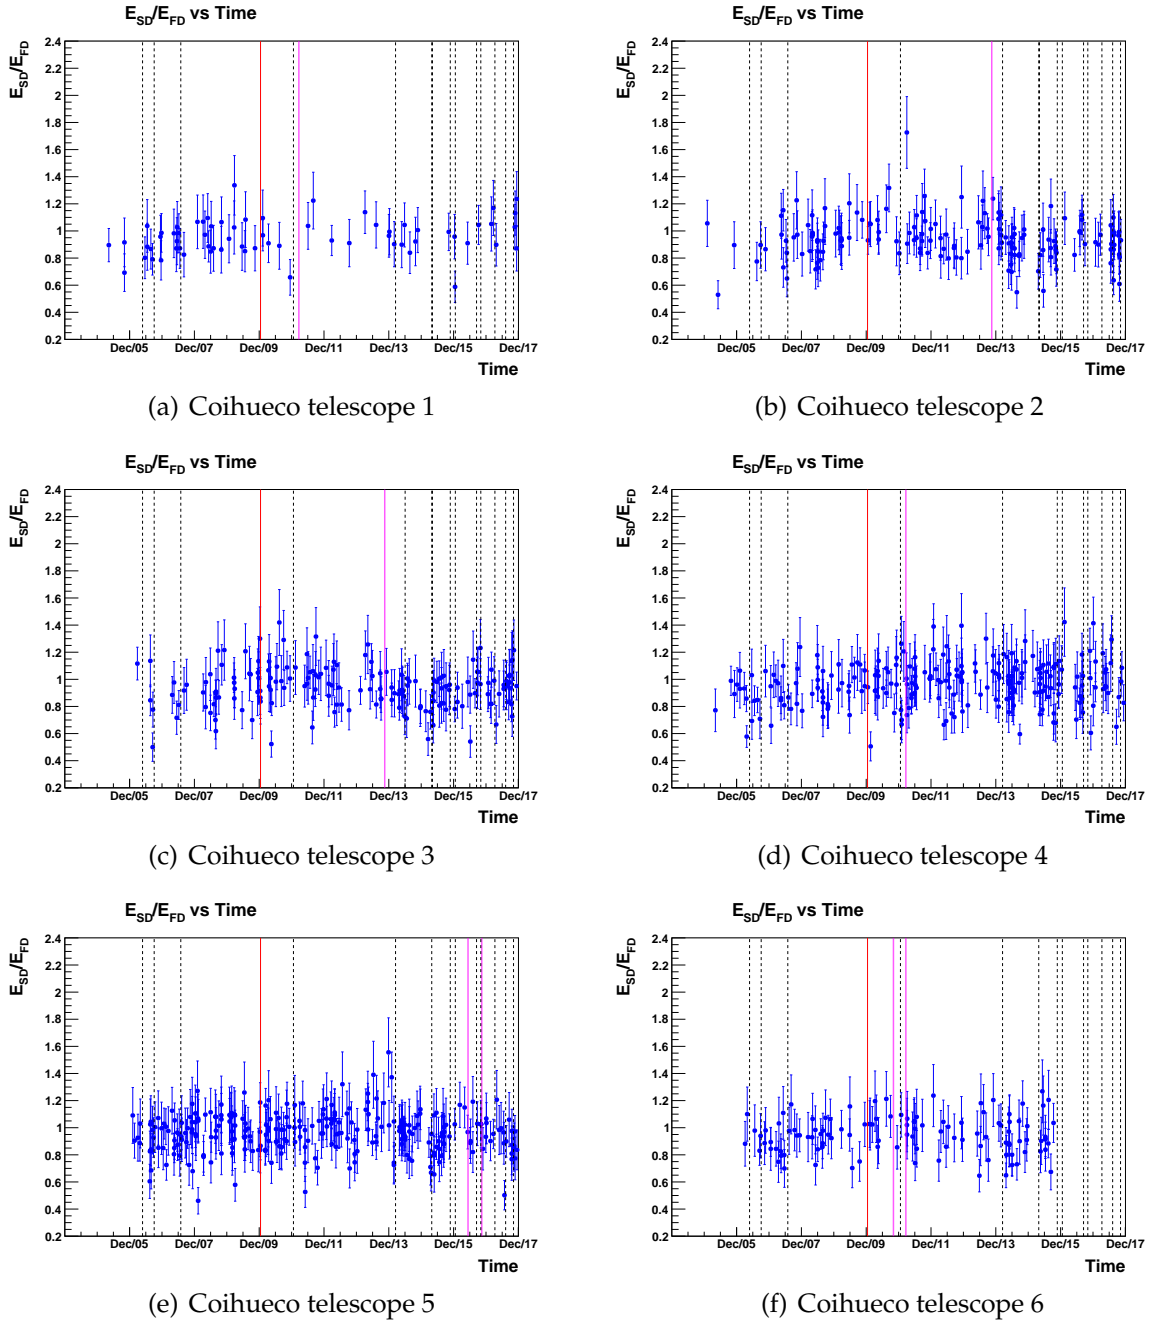 E_SD/E_FD vs Time
E_SD/E_FD
2.4
2.2
2
1.8
1.6
1.4
1.2
1
0.8
0.6
0.4
0.2
Dec/05 Dec/07 Dec/09 Dec/11 Dec/13 Dec/15 Dec/17
Time
(a) Coihueco telescope 1
E_SD/E_FD vs Time
E_SD/E_FD
2.4
2.2
2
1.8
1.6
1.4
1.2
1
0.8
0.6
0.4
0.2
Dec/05 Dec/07 Dec/09 Dec/11 Dec/13 Dec/15 Dec/17
Time
(b) Coihueco telescope 2
E_SD/E_FD vs Time
E_SD/E_FD
2.4
2.2
2
1.8
1.6
1.4
1.2
1
0.8
0.6
0.4
0.2
Dec/05 Dec/07 Dec/09 Dec/11 Dec/13 Dec/15 Dec/17
Time
(c) Coihueco telescope 3
E_SD/E_FD vs Time
E_SD/E_FD
2.4
2.2
2
1.8
1.6
1.4
1.2
1
0.8
0.6
0.4
0.2
Dec/05 Dec/07 Dec/09 Dec/11 Dec/13 Dec/15 Dec/17
Time
(d) Coihueco telescope 4
E_SD/E_FD vs Time
E_SD/E_FD
2.4
2.2
2
1.8
1.6
1.4
1.2
1
0.8
0.6
0.4
0.2
Dec/05 Dec/07 Dec/09 Dec/11 Dec/13 Dec/15 Dec/17
Time
(e) Coihueco telescope 5
E_SD/E_FD vs Time
E_SD/E_FD
2.4
2.2
2
1.8
1.6
1.4
1.2
1
0.8
0.6
0.4
0.2
Dec/05 Dec/07 Dec/09 Dec/11 Dec/13 Dec/15 Dec/17
Time
(f) Coihueco telescope 6